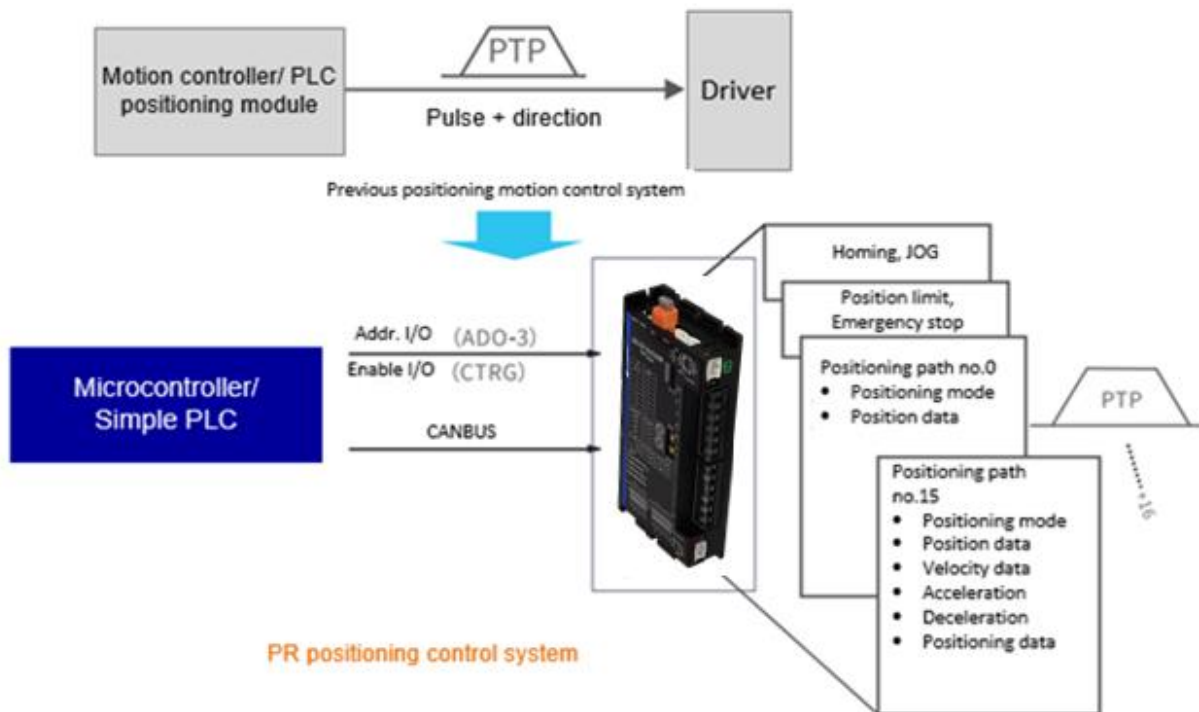 Motion controller/ PLC
positioning module
PTP
Pulse + direction
Driver
Previous positioning motion control system
Homing, JOG
Position limit,
Emergency stop
Addr. I/O (ADO-3)
Enable I/O (CTRG)
Microcontroller/
Simple PLC
CANBUS
Positioning path no.0
• Positioning mode
• Position data
PTP
Positioning path
no.15
• Positioning mode
• Position data
• Velocity data
• Acceleration
• Deceleration
• Positioning data
+16
PR positioning control system